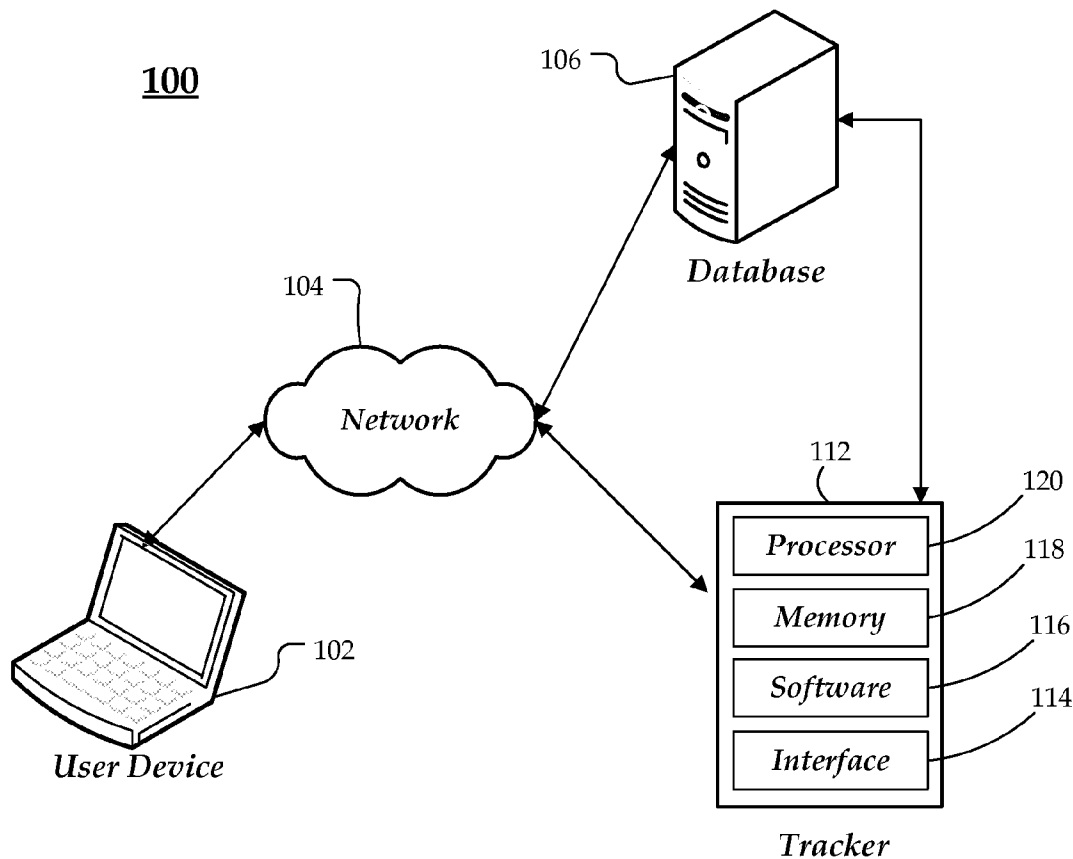 100
106
Database
104
Network
112
120
Processor
118
Memory
116
Software
114
Interface
102
User Device
Tracker